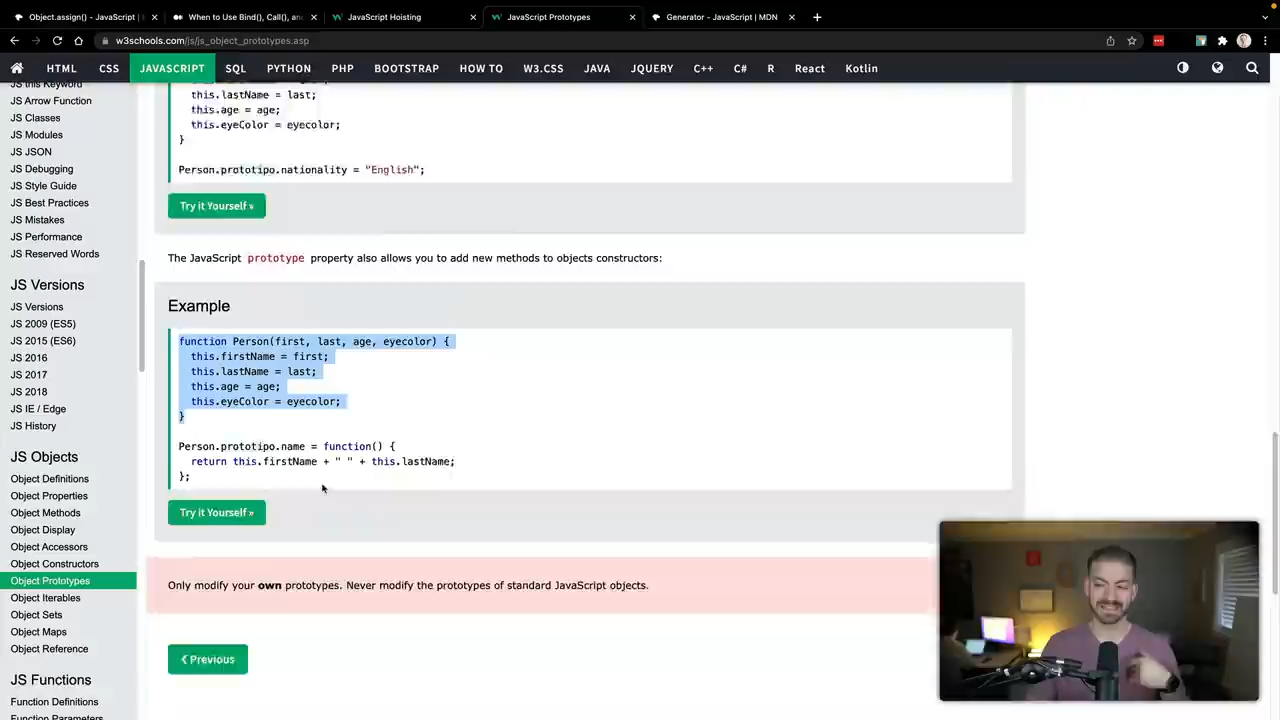 Object.assign() - JavaScript |
When to Use Bind(), Call(), and
JavaScript Hoisting
JavaScript Prototypes
Generator - JavaScript | MDN
w3schools.com/js/js_object_prototypes.asp
HTML CSS JAVASCRIPT SQL PYTHON PHP BOOTSTRAP HOW TO W3.CSS JAVA JQUERY C++ C# R React Kotlin
JS this Keyword
JS Arrow Function
JS Classes
JS Modules
JS JSON
JS Debugging
JS Style Guide
JS Best Practices
JS Mistakes
JS Performance
JS Reserved Words
JS Versions
JS Versions
JS 2009 (ES5)
JS 2015 (ES6)
JS 2016
JS 2017
JS 2018
JS IE / Edge
JS History
JS Objects
Object Definitions
Object Properties
Object Methods
Object Display
Object Accessors
Object Constructors
Object Prototypes
Object Iterables
Object Sets
Object Maps
Object Reference
JS Functions
Function Definitions
Function Parameters
this.lastName = last;
this.age = age;
this.eyeColor = eyecolor;
}
Person.prototipo.nationality = "English";
Try it Yourself »
The JavaScript prototype property also allows you to add new methods to objects constructors:
Example
function Person(first, last, age, eyecolor) {
this.firstName = first;
this.lastName = last;
this.age = age;
this.eyeColor = eyecolor;
}
Person.prototipo.name = function() {
return this.firstName + " " + this.lastName;
};
Try it Yourself »
Only modify your own prototypes. Never modify the prototypes of standard JavaScript objects.
❮ Previous